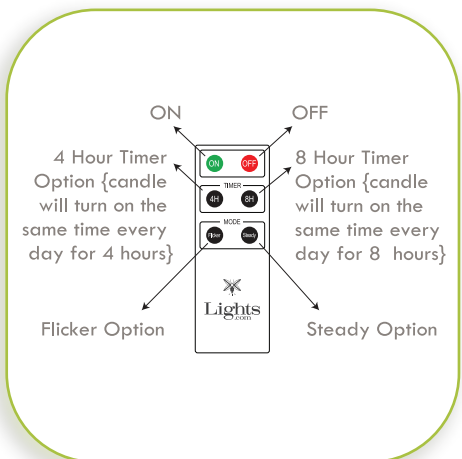 ON
OFF
4 Hour Timer
Option {candle
will turn on the
same time every
day for 4 hours}
8 Hour Timer
Option {candle
will turn on the
same time every
day for 8 hours}
ON
OFF
TIMER
4H
8H
MODE
Flicker
Steady
Lights
.com
Flicker Option
Steady Option